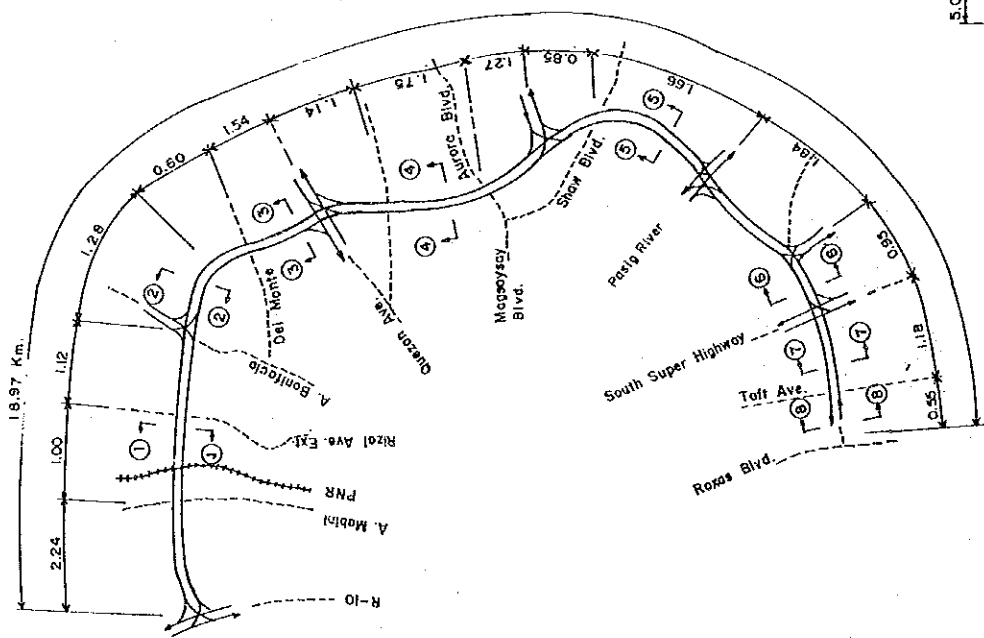 5.0
18.97 Km.
2.24
1.00
1.12
1.28
0.60
1.54
1.14
1.75
1.27
0.85
1.66
1.84
0.95
1.18
0.55
R-10
A. Mabini
PNR
Rizal Ave. Ext.
A. Bonifacio
Del Monte
Quezon Ave.
Aurora Blvd.
Magsaysay
Blvd.
Shaw Blvd.
Pasig River
South Super Highway
Taft Ave.
Roxas Blvd.
1
1
2
2
3
3
4
4
5
5
6
6
7
7
8
8